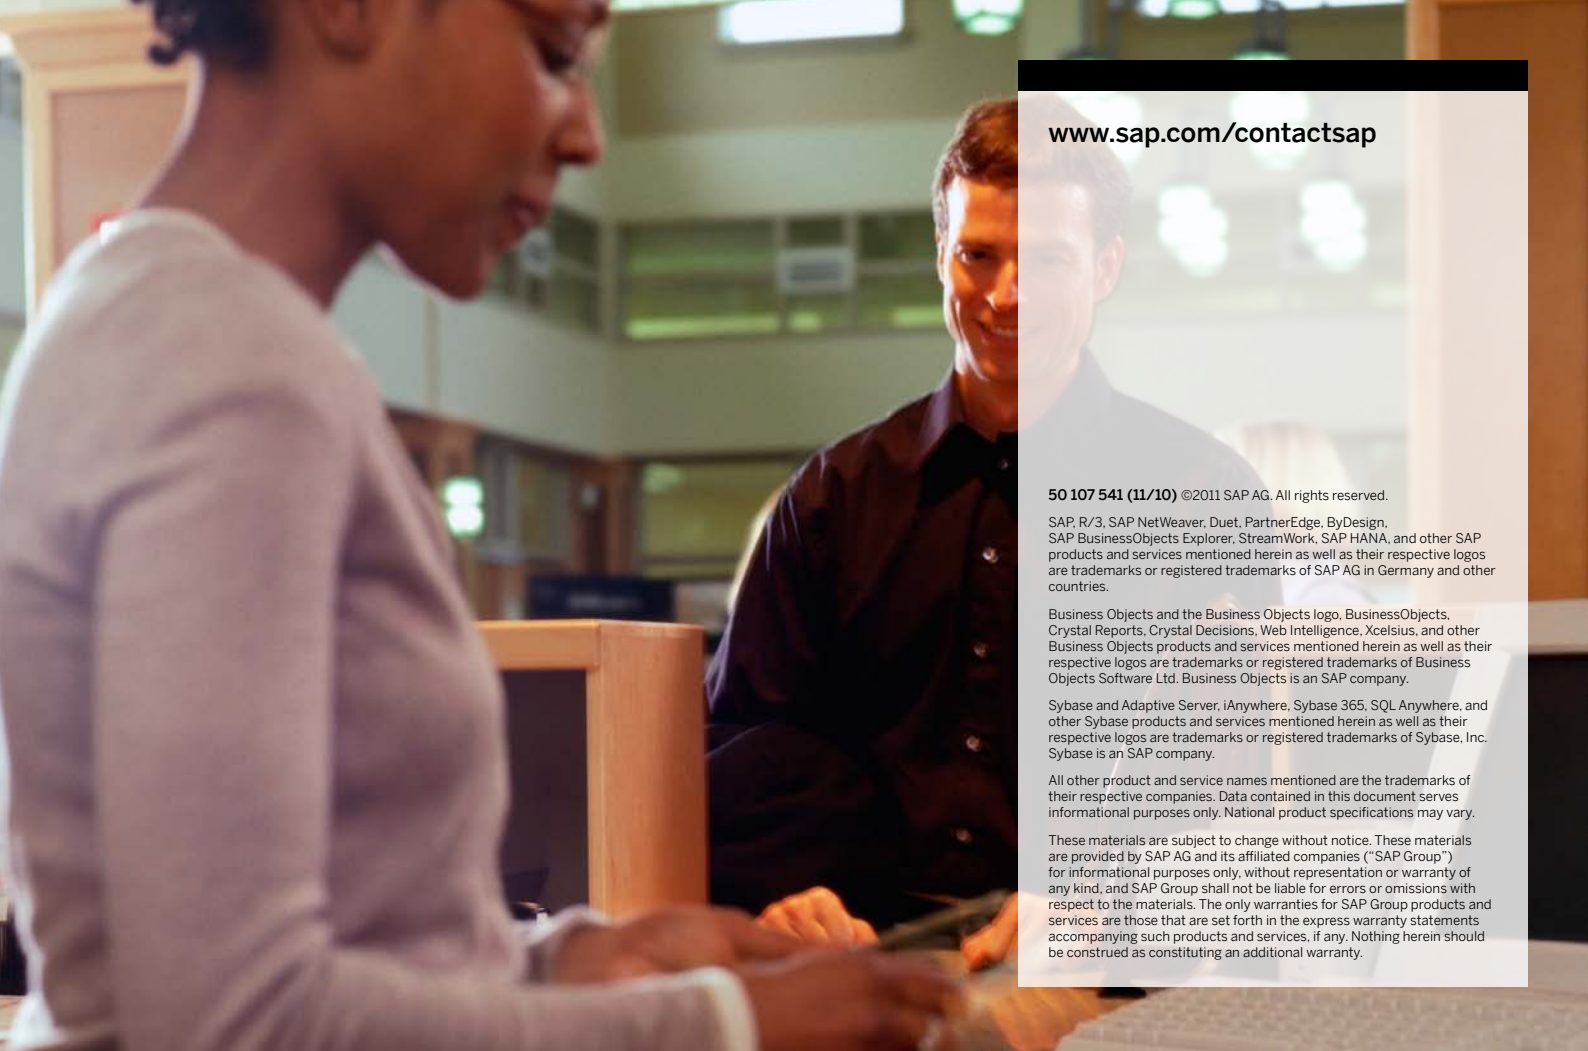 www.sap.com/contactsap
50 107 541 (11/10) ©2011 SAP AG. All rights reserved.
SAP, R/3, SAP NetWeaver, Duet, PartnerEdge, ByDesign,
SAP BusinessObjects Explorer, StreamWork, SAP HANA, and other SAP
products and services mentioned herein as well as their respective logos
are trademarks or registered trademarks of SAP AG in Germany and other
countries.
Business Objects and the Business Objects logo, BusinessObjects,
Crystal Reports, Crystal Decisions, Web Intelligence, Xcelsius, and other
Business Objects products and services mentioned herein as well as their
respective logos are trademarks or registered trademarks of Business
Objects Software Ltd. Business Objects is an SAP company.
Sybase and Adaptive Server, iAnywhere, Sybase 365, SQL Anywhere, and
other Sybase products and services mentioned herein as well as their
respective logos are trademarks or registered trademarks of Sybase, Inc.
Sybase is an SAP company.
All other product and service names mentioned are the trademarks of
their respective companies. Data contained in this document serves
informational purposes only. National product specifications may vary.
These materials are subject to change without notice. These materials
are provided by SAP AG and its affiliated companies (“SAP Group”)
for informational purposes only, without representation or warranty of
any kind, and SAP Group shall not be liable for errors or omissions with
respect to the materials. The only warranties for SAP Group products and
services are those that are set forth in the express warranty statements
accompanying such products and services, if any. Nothing herein should
be construed as constituting an additional warranty.